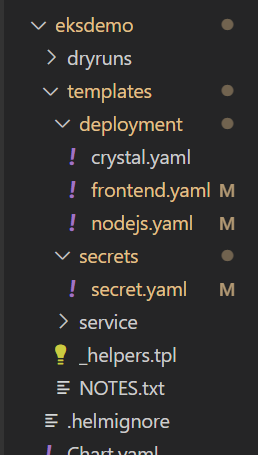 eksdemo
dryruns
templates
deployment
! crystal.yaml
! frontend.yaml M
! nodejs.yaml M
secrets
! secret.yaml M
service
_helpers.tpl
NOTES.txt
.helmignore
! Chart.yaml